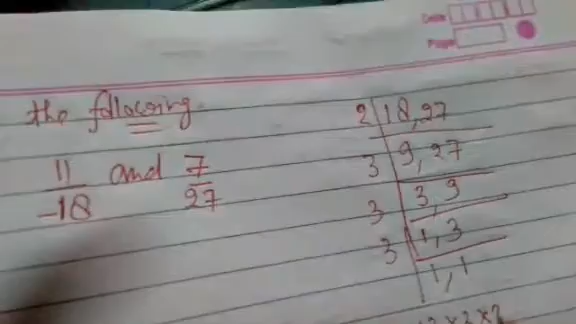 Date
Page
the following.
11/-18 and 7/27
2 | 18, 27
3 | 9, 27
3 | 3, 9
3 | 1, 3
1, 1